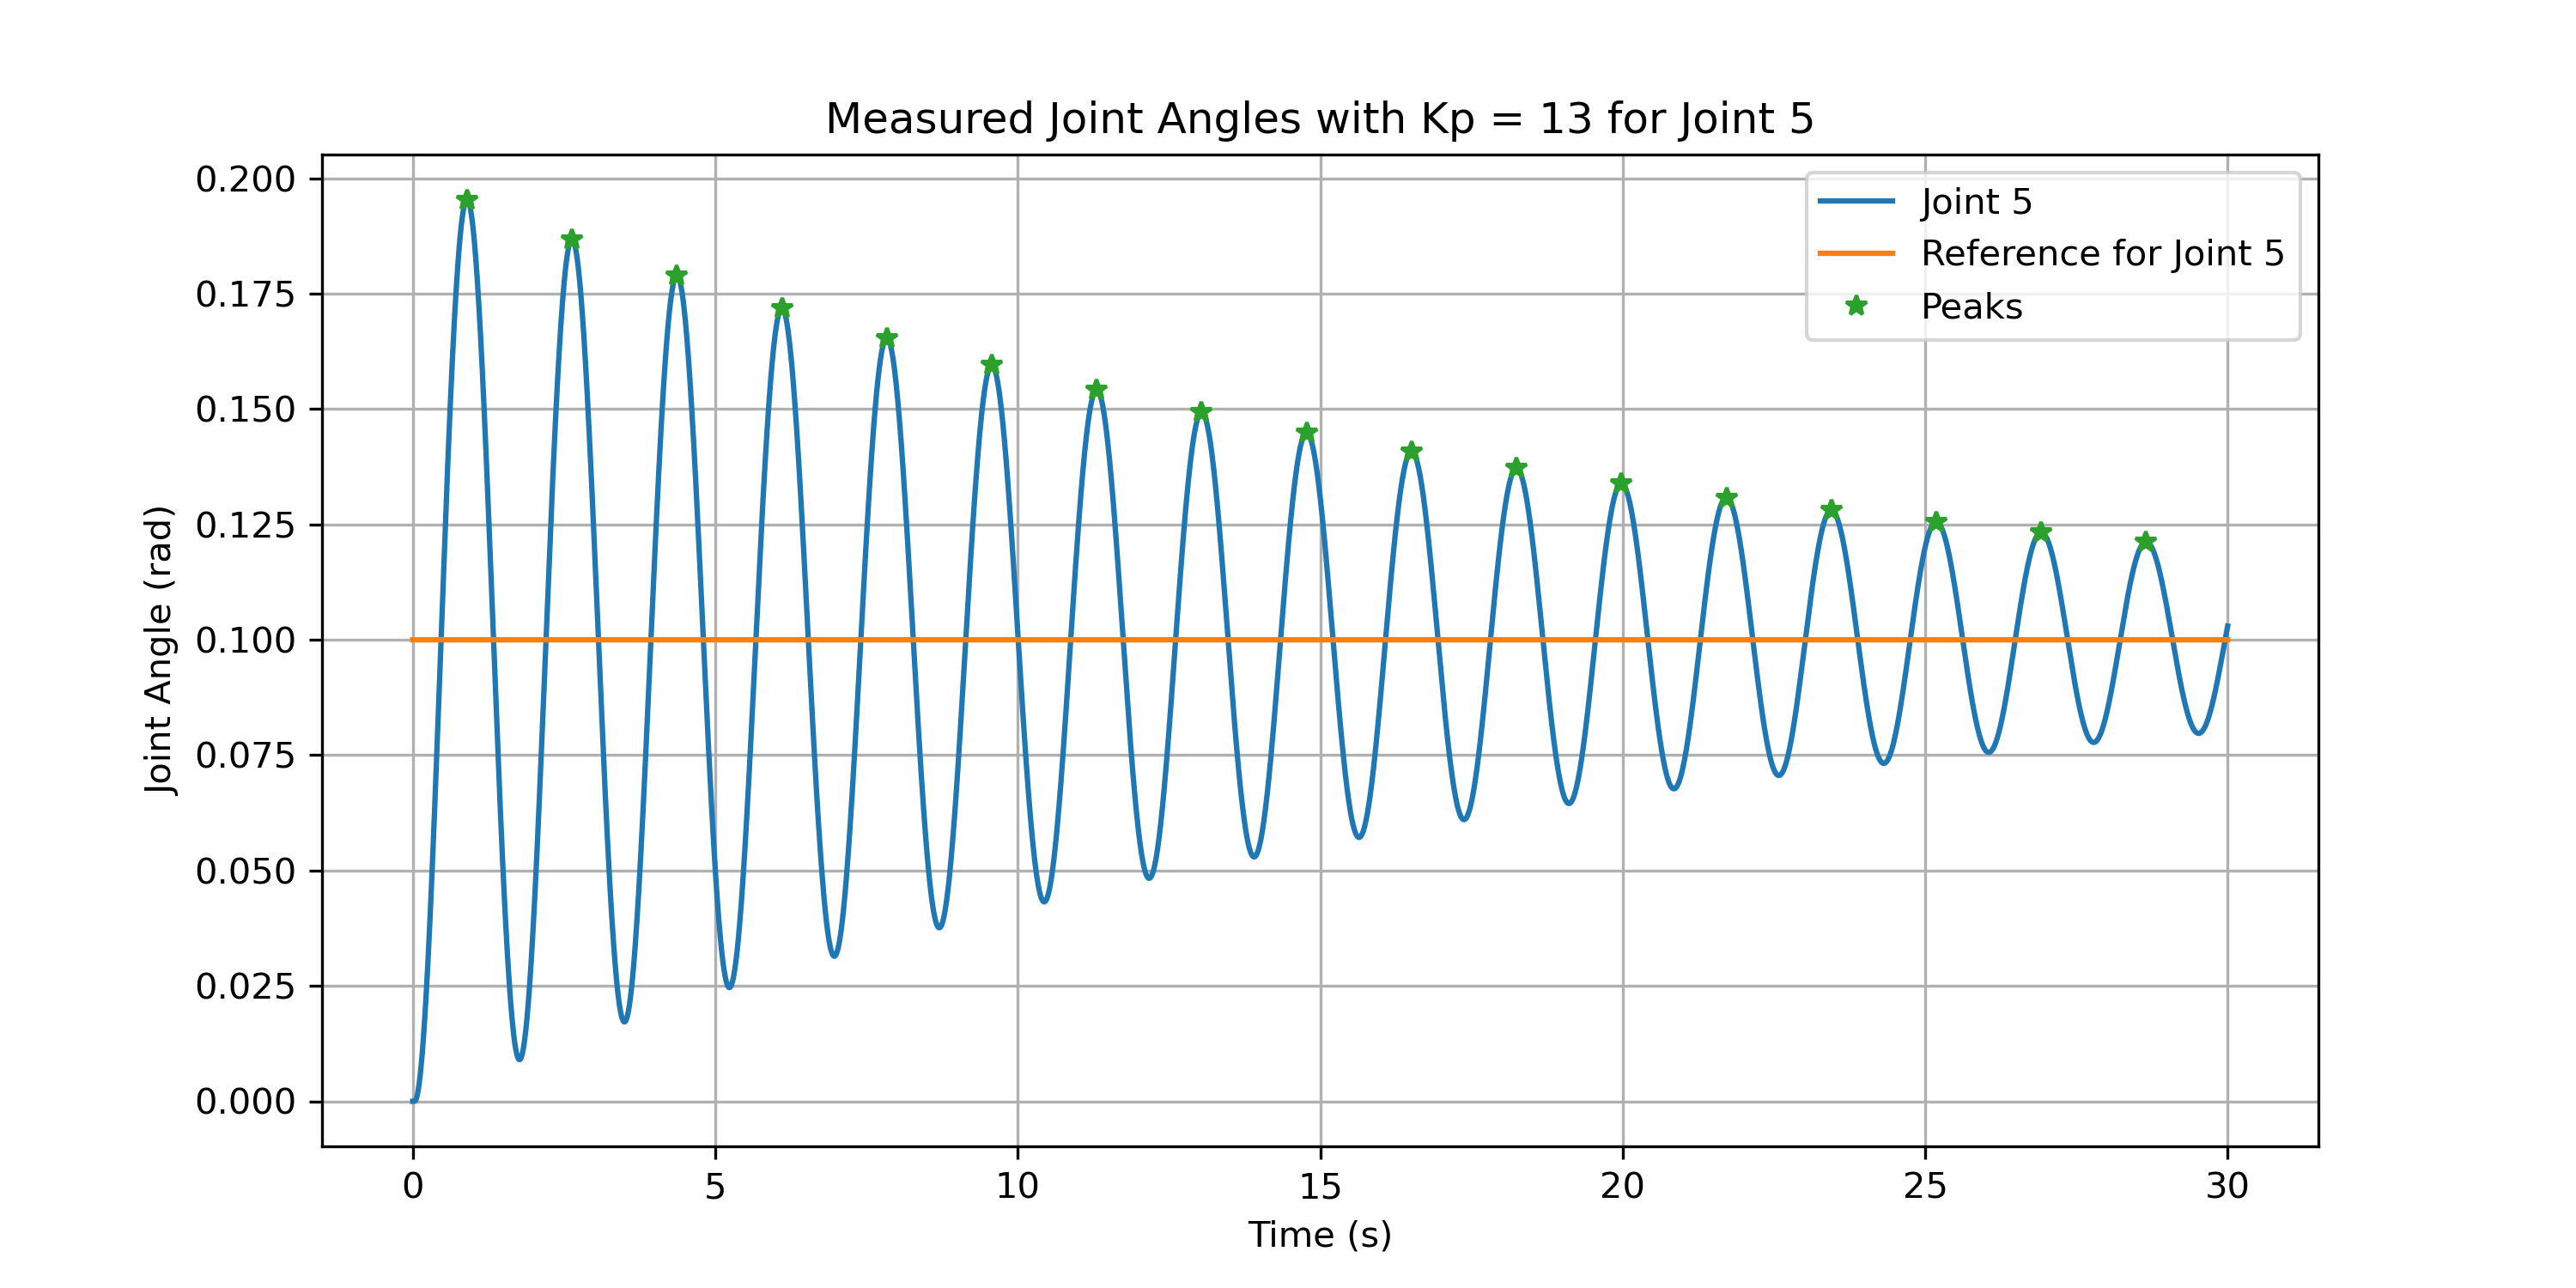 Measured Joint Angles with Kp = 13 for Joint 5
0.200
0.175
0.150
0.125
0.100
0.075
0.050
0.025
0.000
Joint Angle (rad)
Joint 5
Reference for Joint 5
Peaks
0 5 10 15 20 25 30
Time (s)